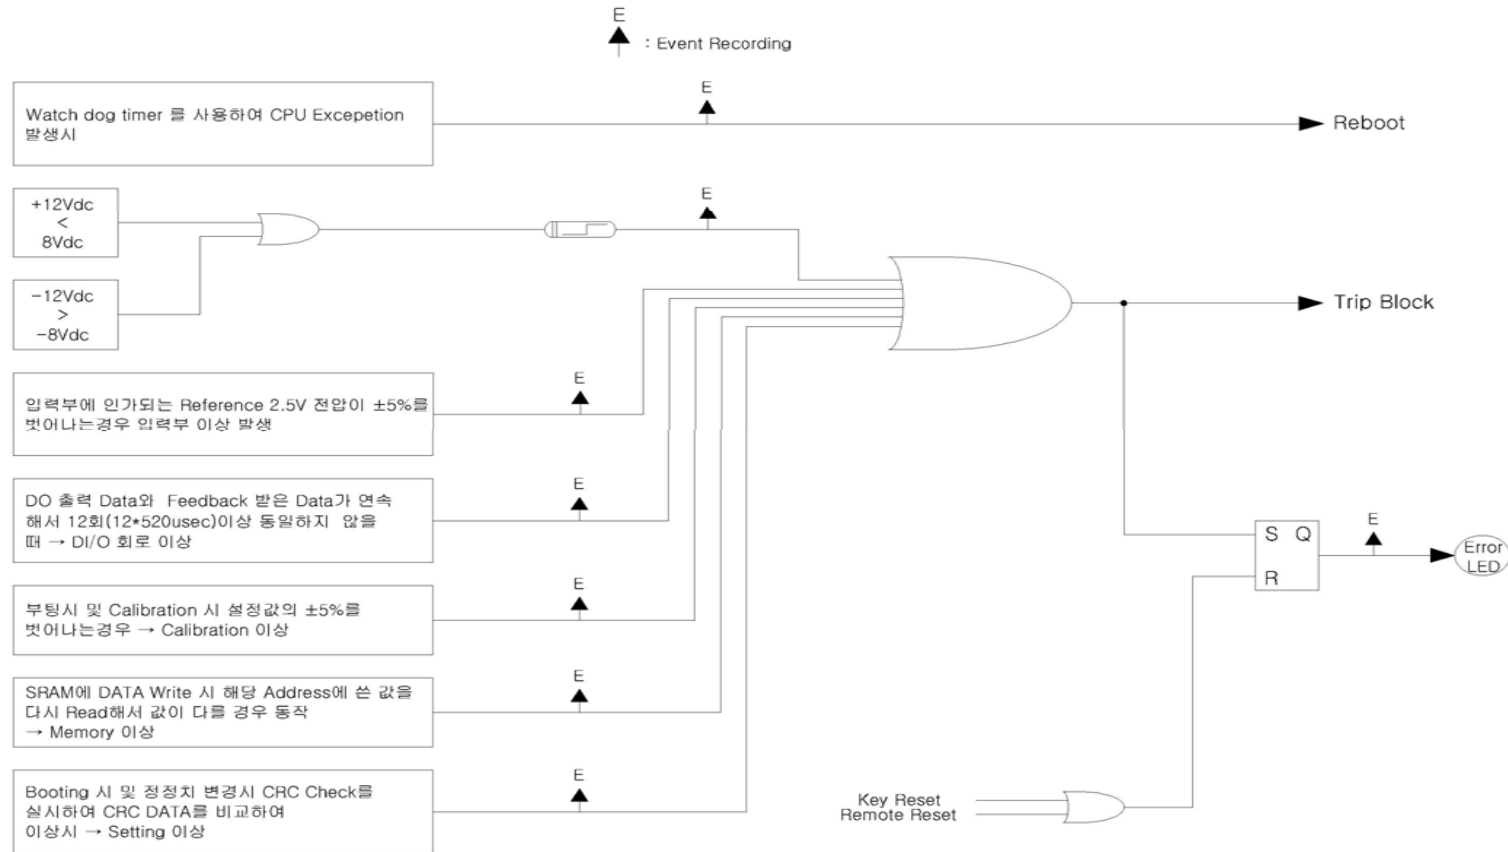 E
: Event Recording
E
Watch dog timer 를 사용하여 CPU Excepetion
발생시
Reboot
+12Vdc
<
8Vdc
E
-12Vdc
>
-8Vdc
Trip Block
E
입력부에 인가되는 Reference 2.5V 전압이 ±5%를
벗어나는경우 입력부 이상 발생
E
DO 출력 Data와 Feedback 받은 Data가 연속
해서 12회(12*520usec)이상 동일하지 않을
때 → DI/O 회로 이상
S Q
R
E
Error
LED
E
부팅시 및 Calibration 시 설정값의 ±5%를
벗어나는경우 → Calibration 이상
E
SRAM에 DATA Write 시 해당 Address에 쓴 값을
다시 Read해서 값이 다를 경우 동작
→ Memory 이상
E
Booting 시 및 정정치 변경시 CRC Check를
실시하여 CRC DATA를 비교하여
이상시 → Setting 이상
Key Reset
Remote Reset